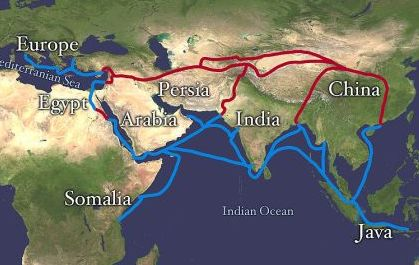 Europe
Mediterranean Sea
Egypt
Arabia
Persia
India
China
Somalia
Indian Ocean
Java